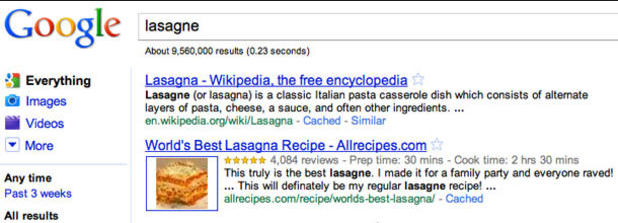 Google
lasagne
About 9,560,000 results (0.23 seconds)
Everything
Images
Videos
More
Any time
Past 3 weeks
All results
Lasagna - Wikipedia, the free encyclopedia
Lasagne (or lasagna) is a classic Italian pasta casserole dish which consists of alternate
layers of pasta, cheese, a sauce, and often other ingredients. ...
en.wikipedia.org/wiki/Lasagna - Cached - Similar
World's Best Lasagna Recipe - Allrecipes.com
4,084 reviews - Prep time: 30 mins - Cook time: 2 hrs 30 mins
This truly is the best lasagne. I made it for a family party and everyone raved!
... This will definately be my regular lasagne recipe! ...
allrecipes.com/recipe/worlds-best-lasagna/ - Cached